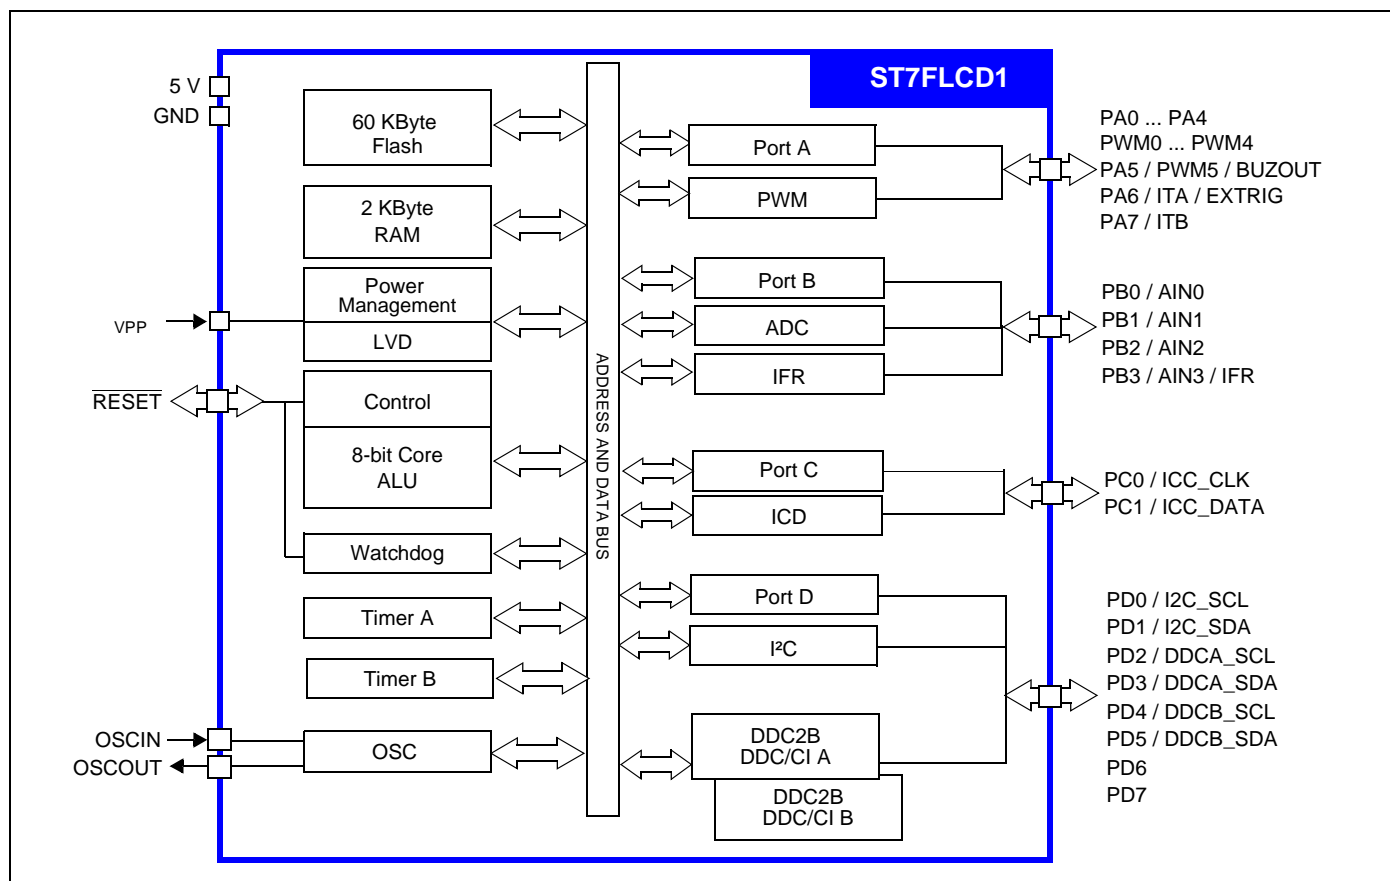 ST7FLCD1
5 V
GND
VPP
RESET
OSCIN
OSCOUT
60 KByte
Flash
2 KByte
RAM
Power
Management
LVD
Control
8-bit Core
ALU
Watchdog
Timer A
Timer B
OSC
ADDRESS AND DATA BUS
Port A
PWM
Port B
ADC
IFR
Port C
ICD
Port D
I²C
DDC2B
DDC/CI A
DDC2B
DDC/CI B
PA0 ... PA4
PWM0 ... PWM4
PA5 / PWM5 / BUZOUT
PA6 / ITA / EXTRIG
PA7 / ITB
PB0 / AIN0
PB1 / AIN1
PB2 / AIN2
PB3 / AIN3 / IFR
PC0 / ICC_CLK
PC1 / ICC_DATA
PD0 / I2C_SCL
PD1 / I2C_SDA
PD2 / DDCA_SCL
PD3 / DDCA_SDA
PD4 / DDCB_SCL
PD5 / DDCB_SDA
PD6
PD7